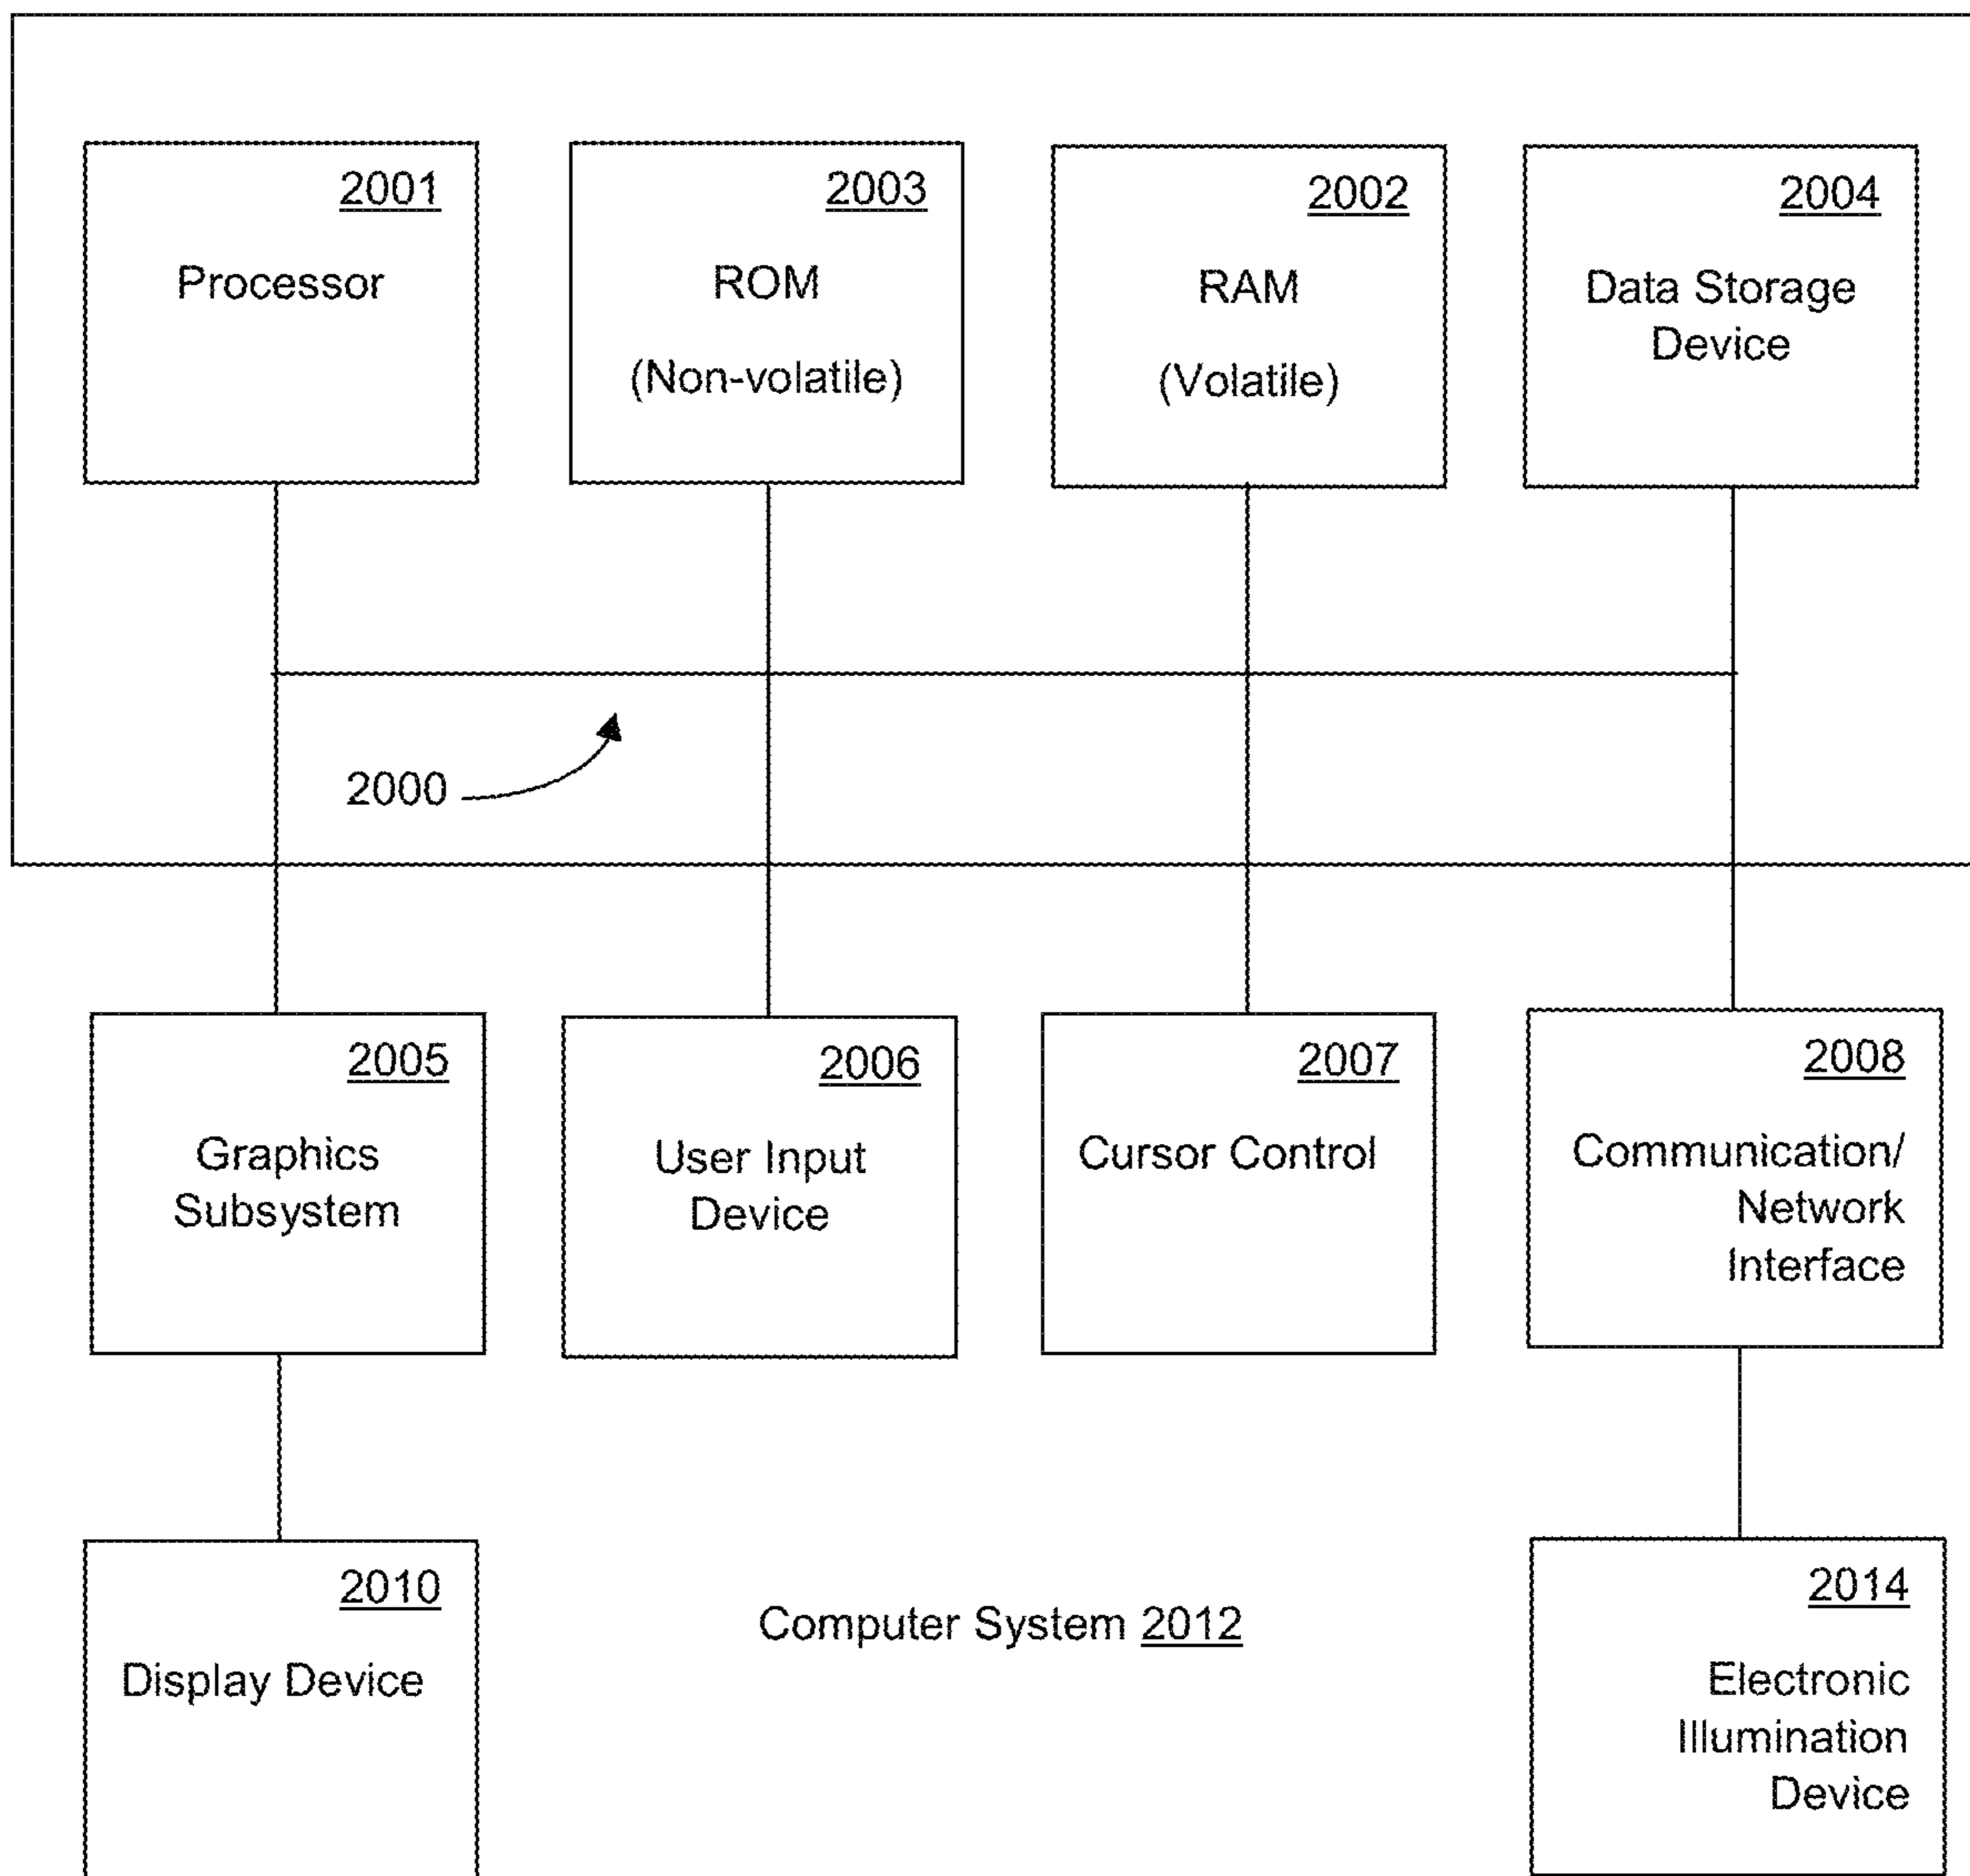 2001
Processor
2003
ROM
(Non-volatile)
2002
RAM
(Volatile)
2004
Data Storage
Device
2000
2005
Graphics
Subsystem
2006
User Input
Device
2007
Cursor Control
2008
Communication/
Network
Interface
2010
Display Device
Computer System 2012
2014
Electronic
Illumination
Device